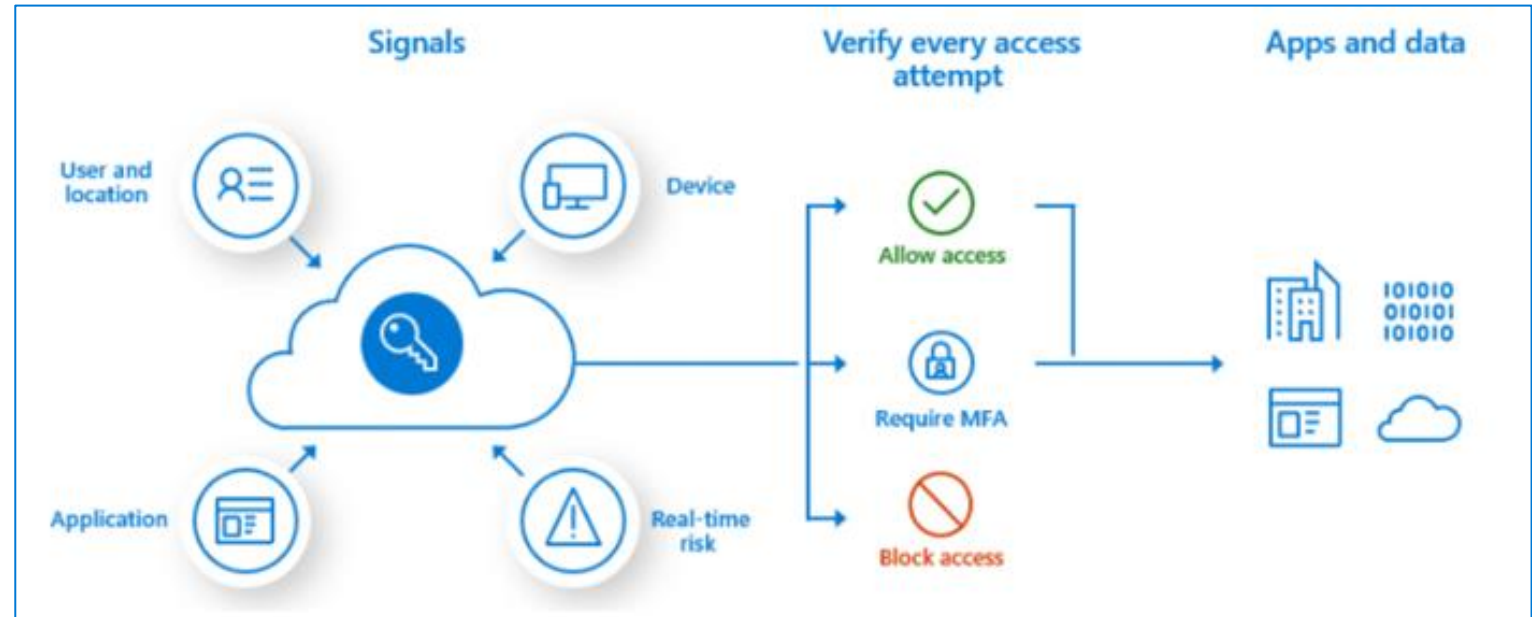 Signals
Verify every access
attempt
Apps and data
User and
location
Device
Application
Real-time
risk
Allow access
Require MFA
Block access
101010
010101
101010